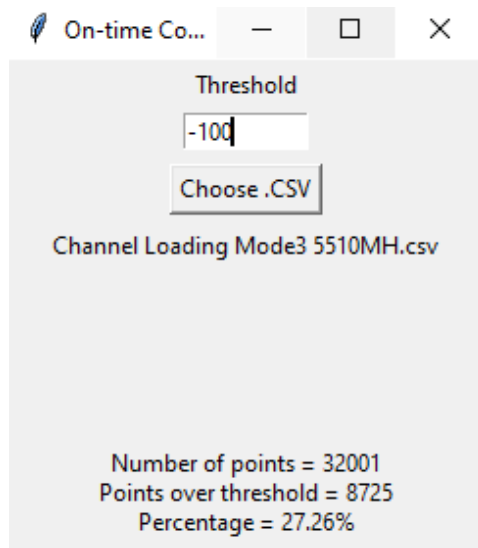 On-time Co...
Threshold
-100
Choose .CSV
Channel Loading Mode3 5510MH.csv
Number of points = 32001
Points over threshold = 8725
Percentage = 27.26%